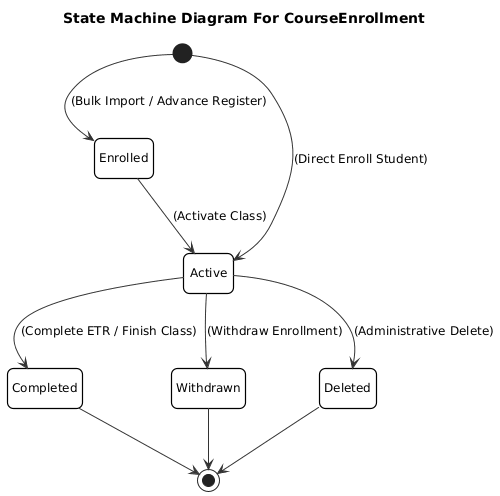 State Machine Diagram For CourseEnrollment
(Bulk Import / Advance Register)
Enrolled
(Direct Enroll Student)
(Activate Class)
Active
(Complete ETR / Finish Class)
(Withdraw Enrollment)
(Administrative Delete)
Completed
Withdrawn
Deleted